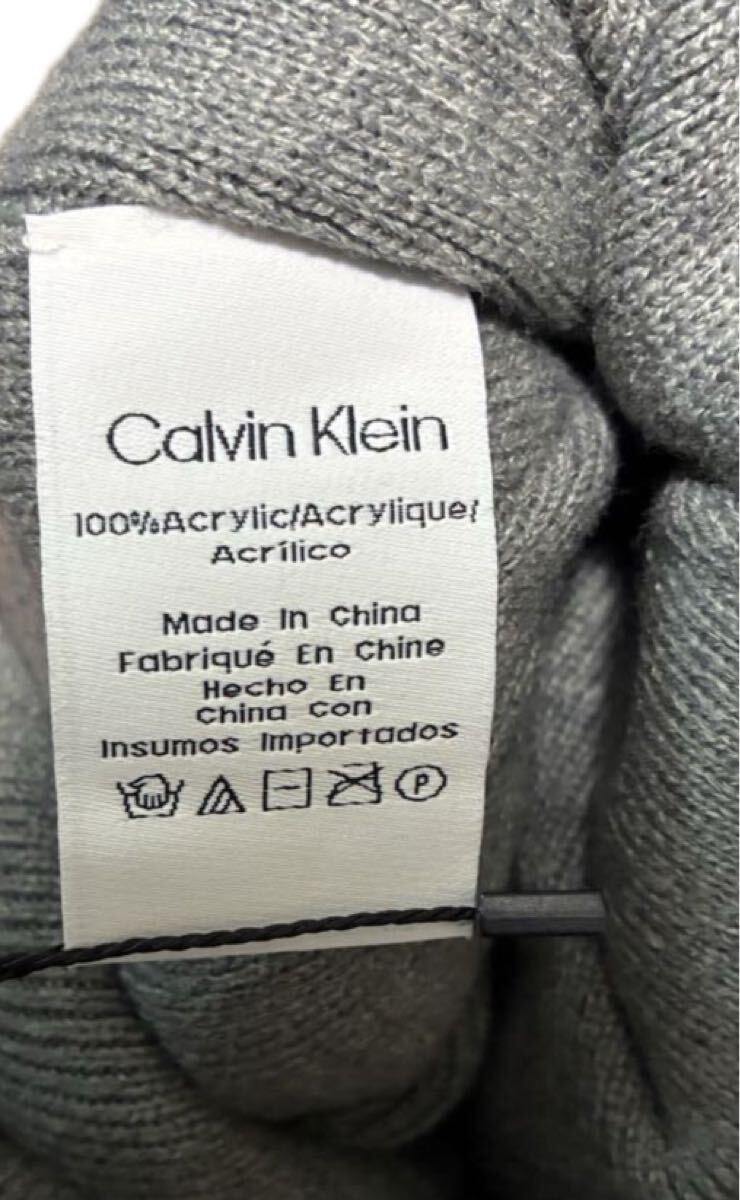 Calvin Klein
100%Acrylic/Acrylique/
Acrílico
Made In China
Fabriqué En Chine
Hecho En
China Con
Insumos Importados
P